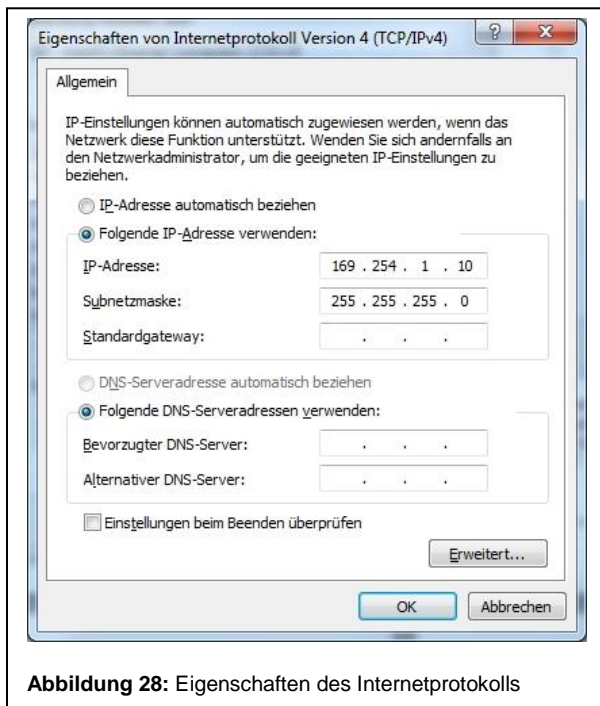 Eigenschaften von Internetprotokoll Version 4 (TCP/IPv4)
Allgemein
IP-Einstellungen können automatisch zugewiesen werden, wenn das
Netzwerk diese Funktion unterstützt. Wenden Sie sich andernfalls an
den Netzwerkadministrator, um die geeigneten IP-Einstellungen zu
beziehen.
IP-Adresse automatisch beziehen
Folgende IP-Adresse verwenden:
IP-Adresse: 169 . 254 . 1 . 10
Subnetzmaske: 255 . 255 . 255 . 0
Standardgateway: . . .
DNS-Serveradresse automatisch beziehen
Folgende DNS-Serveradressen verwenden:
Bevorzugter DNS-Server: . . .
Alternativer DNS-Server: . . .
Einstellungen beim Beenden überprüfen
Erweitert...
OK Abbrechen
Abbildung 28: Eigenschaften des Internetprotokolls